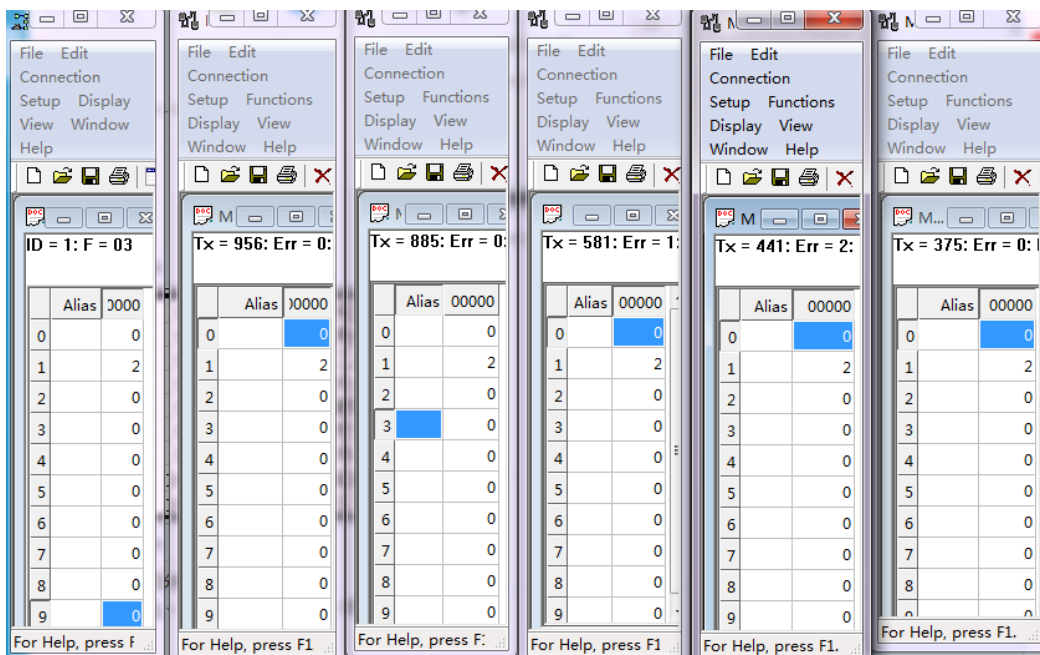 File Edit
Connection
Setup Display
View Window
Help
ID = 1: F = 03
Alias 0000
0 0
1 2
2 0
3 0
4 0
5 0
6 0
7 0
8 0
9 0
For Help, press F
File Edit
Connection
Setup Functions
Display View
Window Help
M
Tx = 956: Err = 0:
Alias 00000
0 0
1 2
2 0
3 0
4 0
5 0
6 0
7 0
8 0
9 0
For Help, press F1
File Edit
Connection
Setup Functions
Display View
Window Help
Tx = 885: Err = 0:
Alias 00000
0 0
1 2
2 0
3 0
4 0
5 0
6 0
7 0
8 0
9 0
For Help, press F
File Edit
Connection
Setup Functions
Display View
Window Help
Tx = 581: Err = 1:
Alias 00000
0 0
1 2
2 0
3 0
4 0
5 0
6 0
7 0
8 0
9 0
For Help, press F1
File Edit
Connection
Setup Functions
Display View
Window Help
M
Tx = 441: Err = 2:
Alias 00000
0 0
1 2
2 0
3 0
4 0
5 0
6 0
7 0
8 0
9 0
For Help, press F1.
File Edit
Connection
Setup Functions
Display View
Window Help
M...
Tx = 375: Err = 0:
Alias 00000
0 0
1 2
2 0
3 0
4 0
5 0
6 0
7 0
8 0
For Help, press F1.